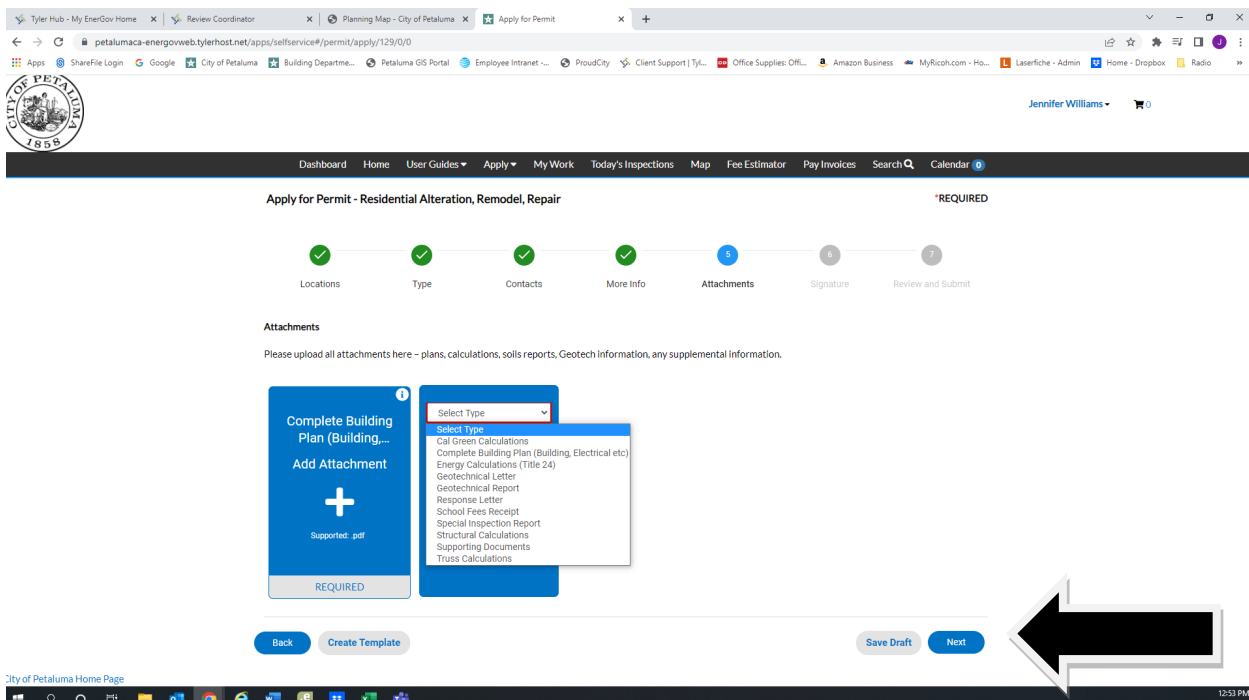 Tyler Hub - My EnerGov Home
Review Coordinator
Planning Map - City of Petaluma
Apply for Permit
petalumaca-energovweb.tylerhost.net/apps/selfservice#/permit/apply/129/0/0
J
Apps ShareFile Login Google City of Petaluma Building Departme... Petaluma GIS Portal Employee Intranet -... ProudCity Client Support | Tyl... Office Supplies: Offi... Amazon Business MyRicoh.com - Ho... Laserfiche - Admin Home - Dropbox Radio »
CITY OF PETALUMA
1858
Jennifer Williams 0
Dashboard Home User Guides Apply My Work Today's Inspections Map Fee Estimator Pay Invoices Search Calendar 0
Apply for Permit - Residential Alteration, Remodel, Repair
*REQUIRED
5 6 7
Locations Type Contacts More Info Attachments Signature Review and Submit
Attachments
Please upload all attachments here – plans, calculations, soils reports, Geotech information, any supplemental information.
Complete Building
Plan (Building,...
Add Attachment
Supported: .pdf
REQUIRED
Select Type
Select Type
Cal Green Calculations
Complete Building Plan (Building, Electrical etc)
Energy Calculations (Title 24)
Geotechnical Letter
Geotechnical Report
Response Letter
School Fees Receipt
Special Inspection Report
Structural Calculations
Supporting Documents
Truss Calculations
Back Create Template Save Draft Next
City of Petaluma Home Page
12:53 PM